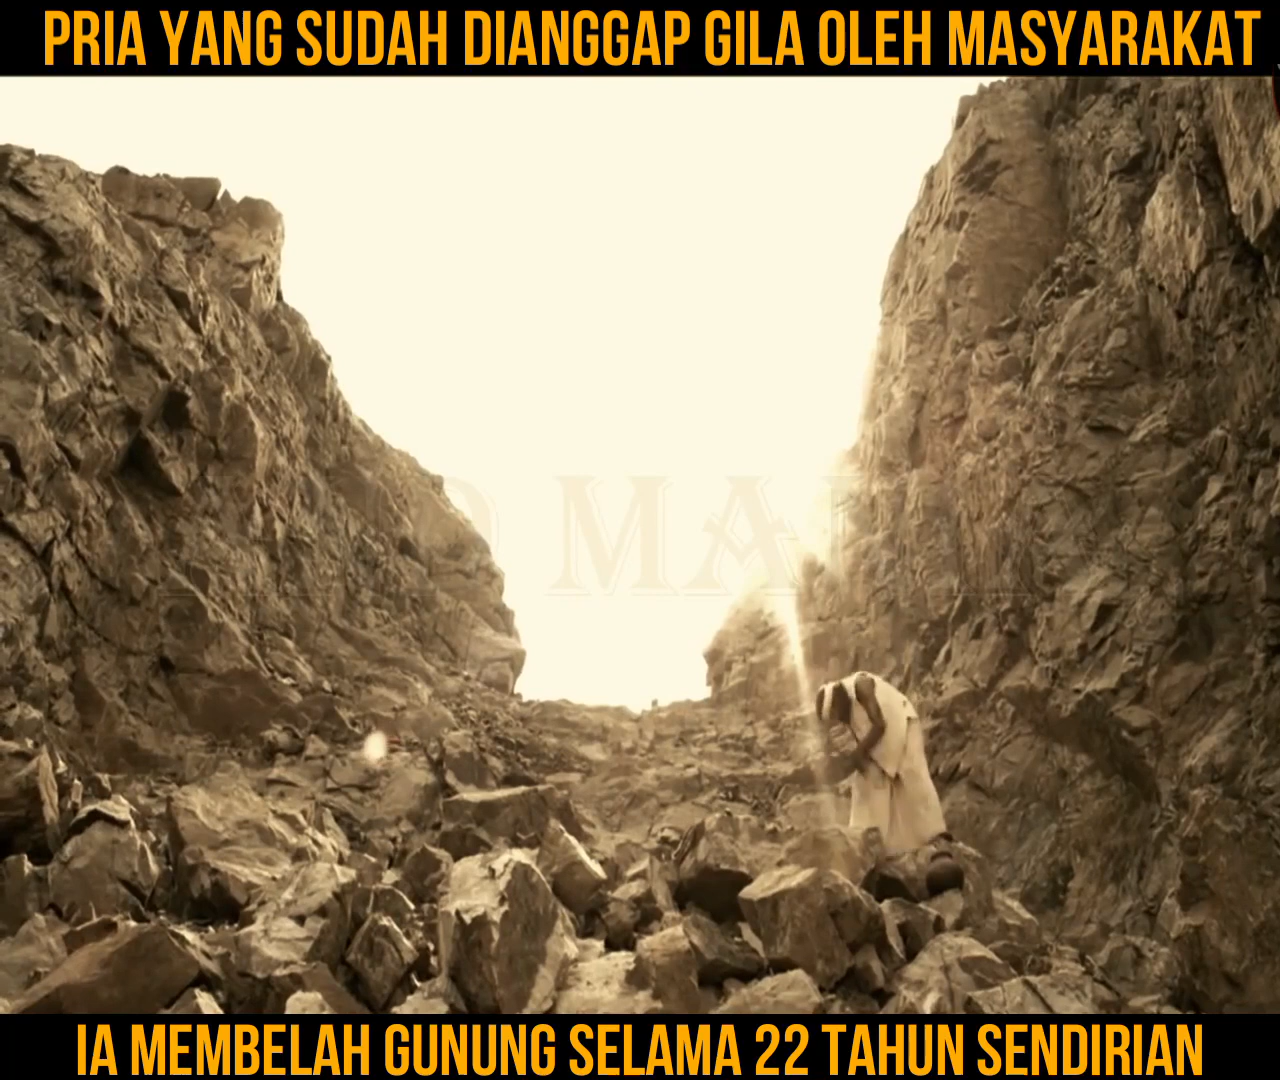 PRIA YANG SUDAH DIANGGAP GILA OLEH MASYARAKAT
IA MEMBELAH GUNUNG SELAMA 22 TAHUN SENDIRIAN